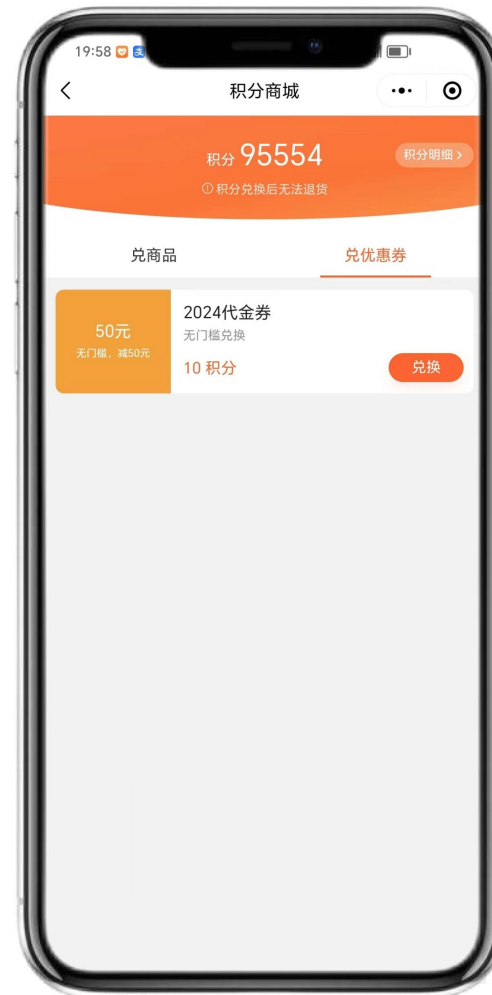 19:58
积分商城
积分 95554
积分明细 >
积分兑换后无法退货
兑商品
兑优惠券
50元
无门槛，减50元
2024代金券
无门槛兑换
10 积分
兑换